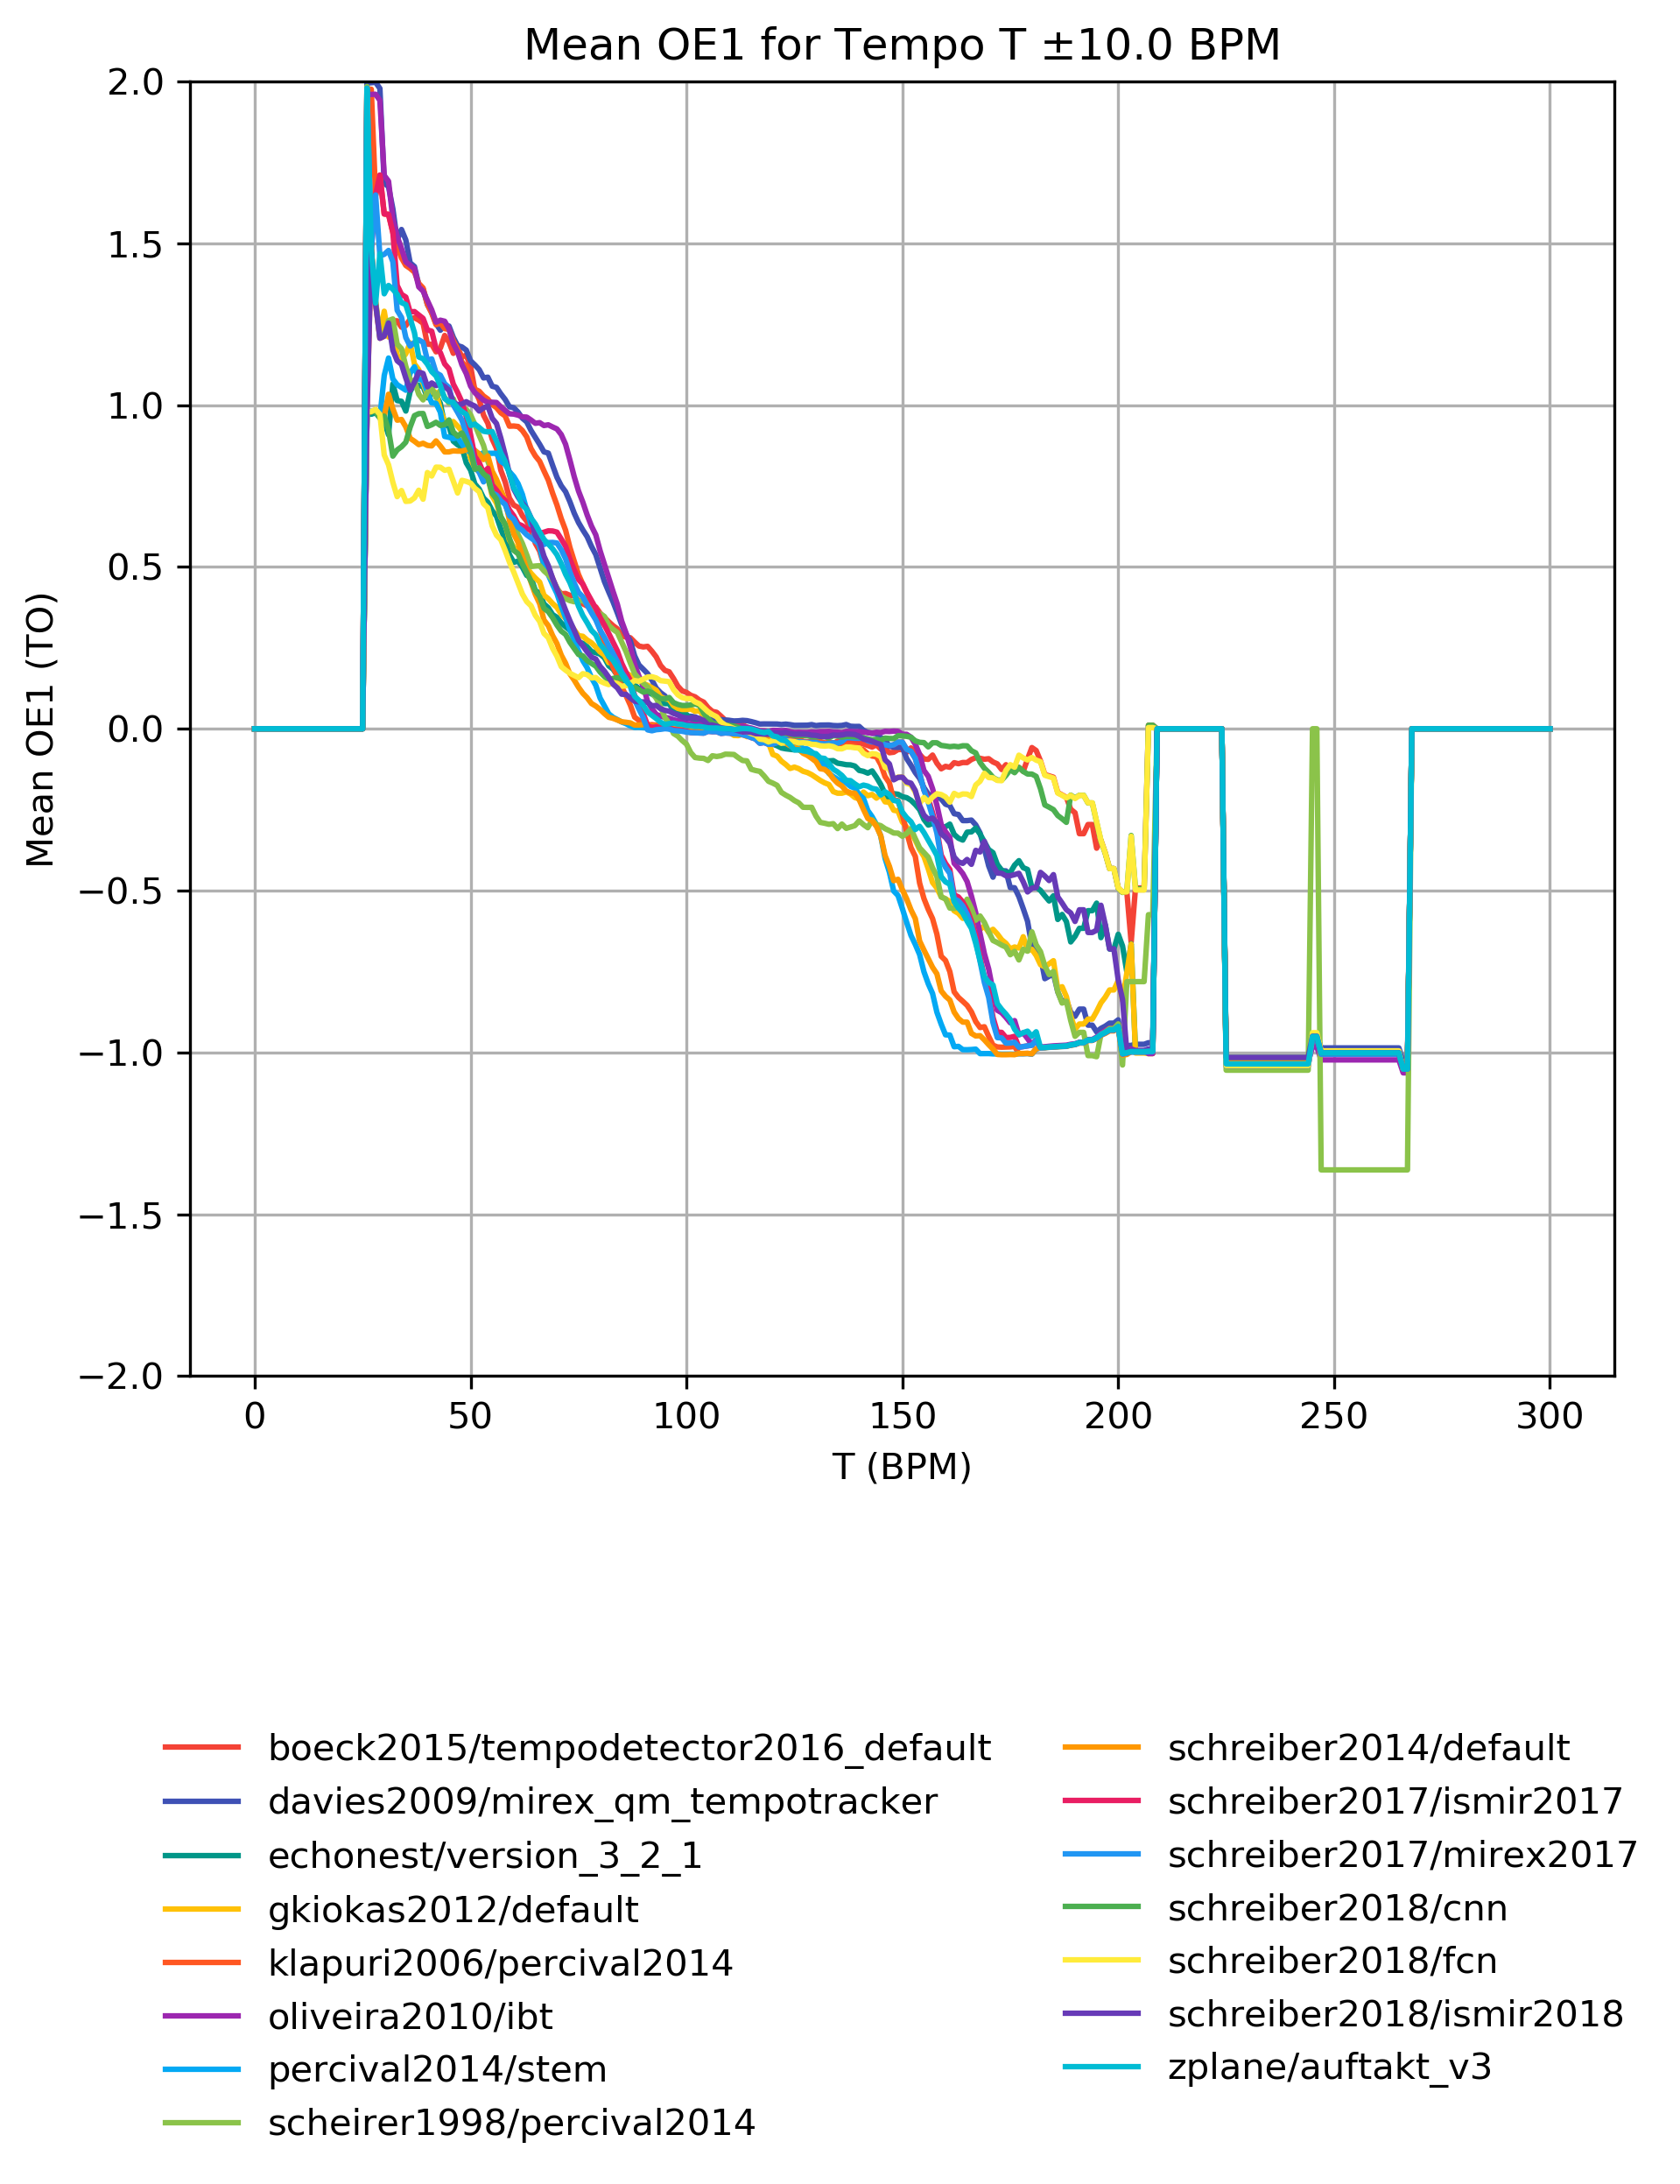 Mean OE1 for Tempo T ±10.0 BPM
2.0
1.5
1.0
0.5
0.0
−0.5
−1.0
−1.5
−2.0
Mean OE1 (TO)
0 50 100 150 200 250 300
T (BPM)
boeck2015/tempodetector2016_default
davies2009/mirex_qm_tempotracker
echonest/version_3_2_1
gkiokas2012/default
klapuri2006/percival2014
oliveira2010/ibt
percival2014/stem
scheirer1998/percival2014
schreiber2014/default
schreiber2017/ismir2017
schreiber2017/mirex2017
schreiber2018/cnn
schreiber2018/fcn
schreiber2018/ismir2018
zplane/auftakt_v3